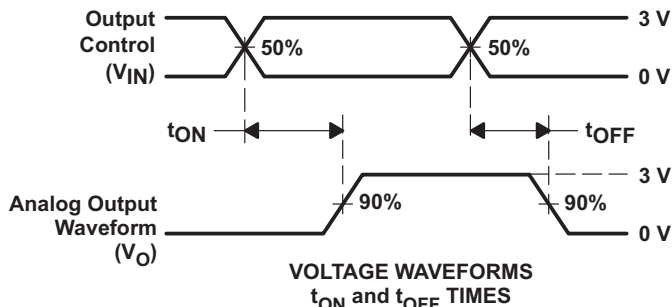 Output
Control
(VIN)
50%
50%
3 V
0 V
tON
tOFF
Analog Output
Waveform
(VO)
90%
90%
3 V
0 V
VOLTAGE WAVEFORMS
tON and tOFF TIMES